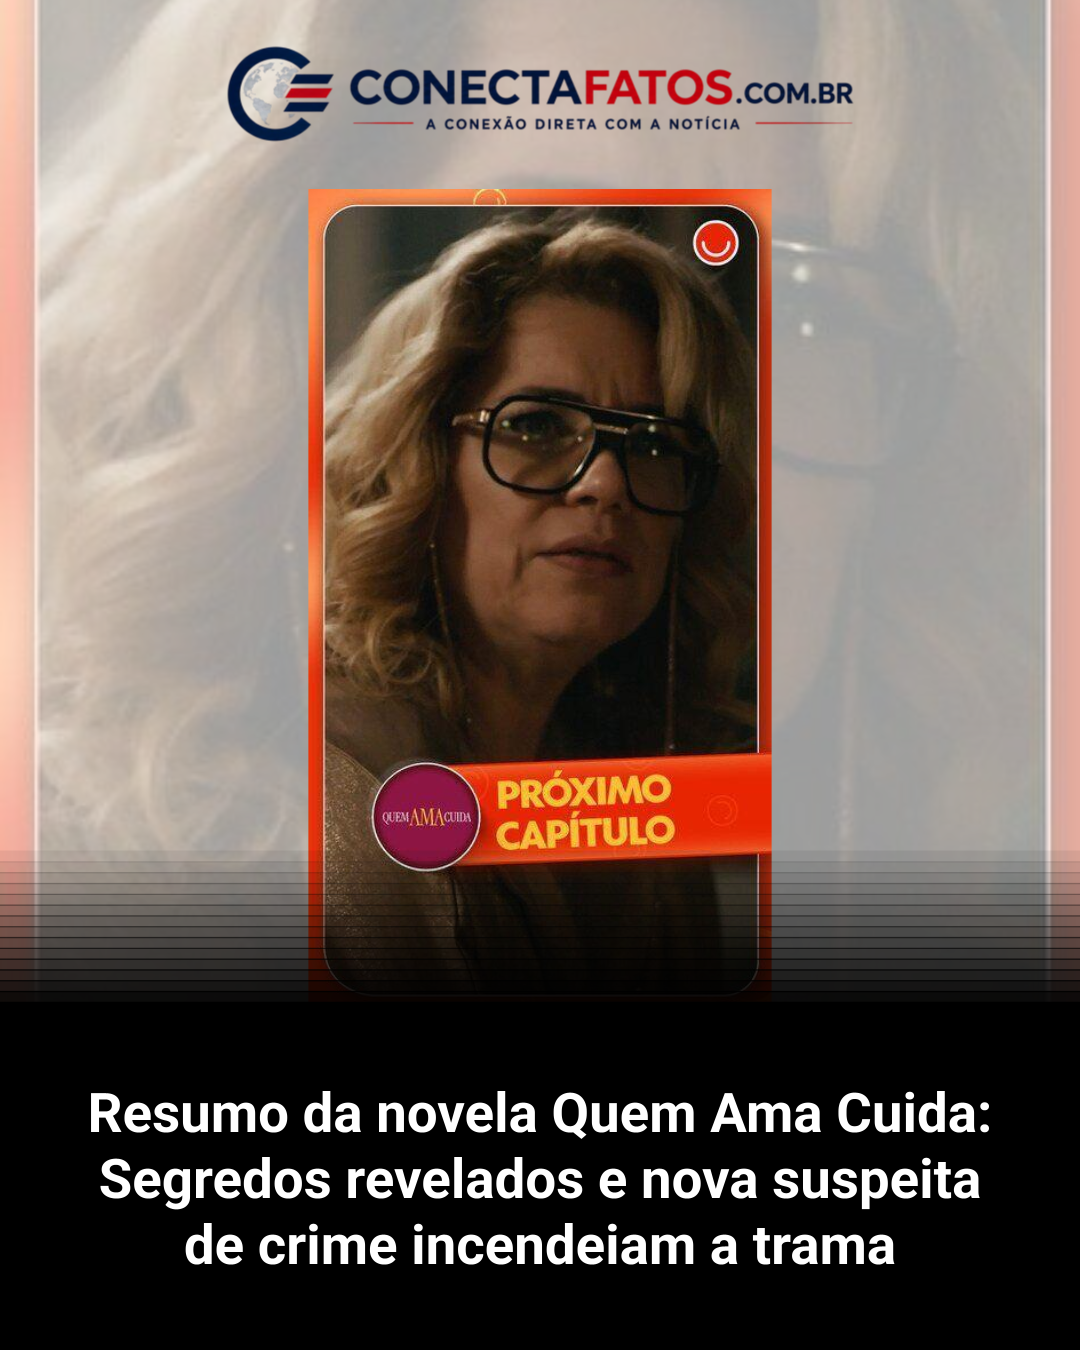 CONECTAFATOS.COM.BR
A CONEXÃO DIRETA COM A NOTÍCIA
QUEM AMA CUIDA
PRÓXIMO
CAPÍTULO
Resumo da novela Quem Ama Cuida:
Segredos revelados e nova suspeita
de crime incendeiam a trama